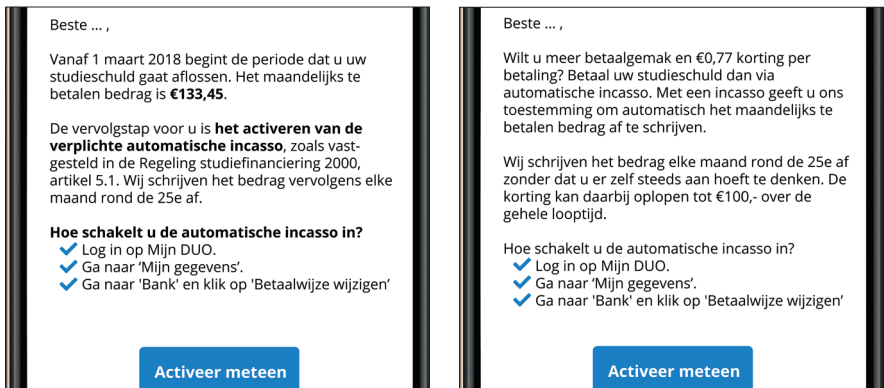 Beste ... ,
Vanaf 1 maart 2018 begint de periode dat u uw
studieschuld gaat aflossen. Het maandelijks te
betalen bedrag is €133,45.
De vervolgstap voor u is het activeren van de
verplichte automatische incasso, zoals vast-
gesteld in de Regeling studiefinanciering 2000,
artikel 5.1. Wij schrijven het bedrag vervolgens elke
maand rond de 25e af.
Hoe schakelt u de automatische incasso in?
Log in op Mijn DUO.
Ga naar ‘Mijn gegevens’.
Ga naar 'Bank' en klik op 'Betaalwijze wijzigen’
Activeer meteen
Beste ... ,
Wilt u meer betaalgemak en €0,77 korting per
betaling? Betaal uw studieschuld dan via
automatische incasso. Met een incasso geeft u ons
toestemming om automatisch het maandelijks te
betalen bedrag af te schrijven.
Wij schrijven het bedrag elke maand rond de 25e af
zonder dat u er zelf steeds aan hoeft te denken. De
korting kan daarbij oplopen tot €100,- over de
gehele looptijd.
Hoe schakelt u de automatische incasso in?
Log in op Mijn DUO.
Ga naar ‘Mijn gegevens’.
Ga naar 'Bank' en klik op 'Betaalwijze wijzigen’
Activeer meteen